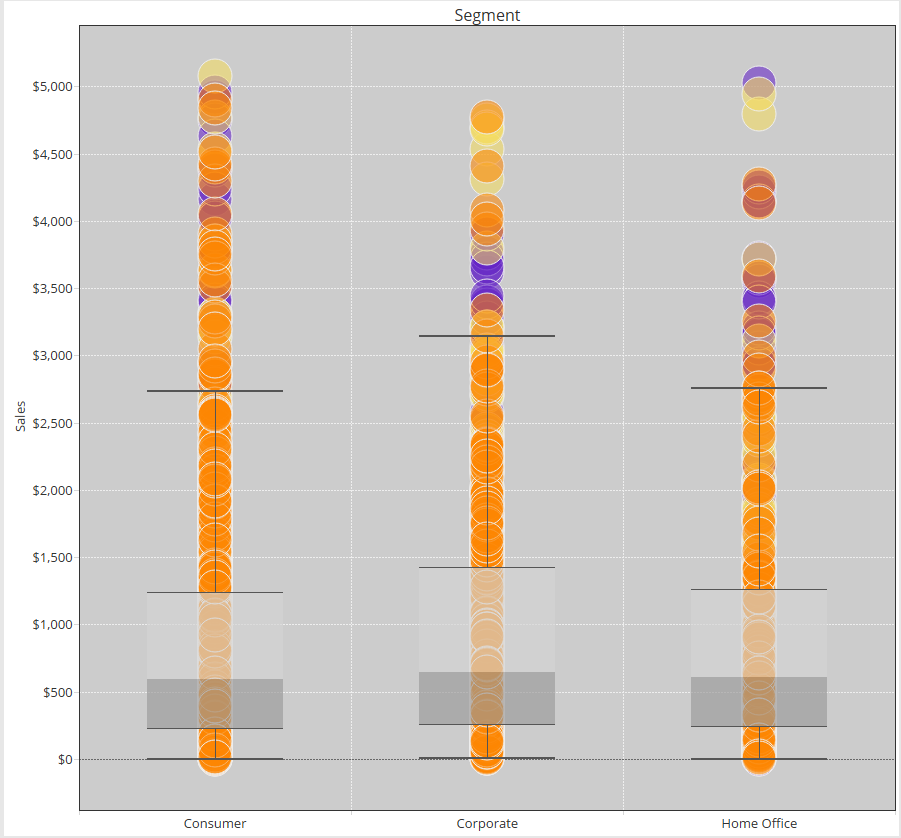 Segment
$5,000
$4,500
$4,000
$3,500
$3,000
$2,500
$2,000
$1,500
$1,000
$500
$0
Sales
Consumer
Corporate
Home Office